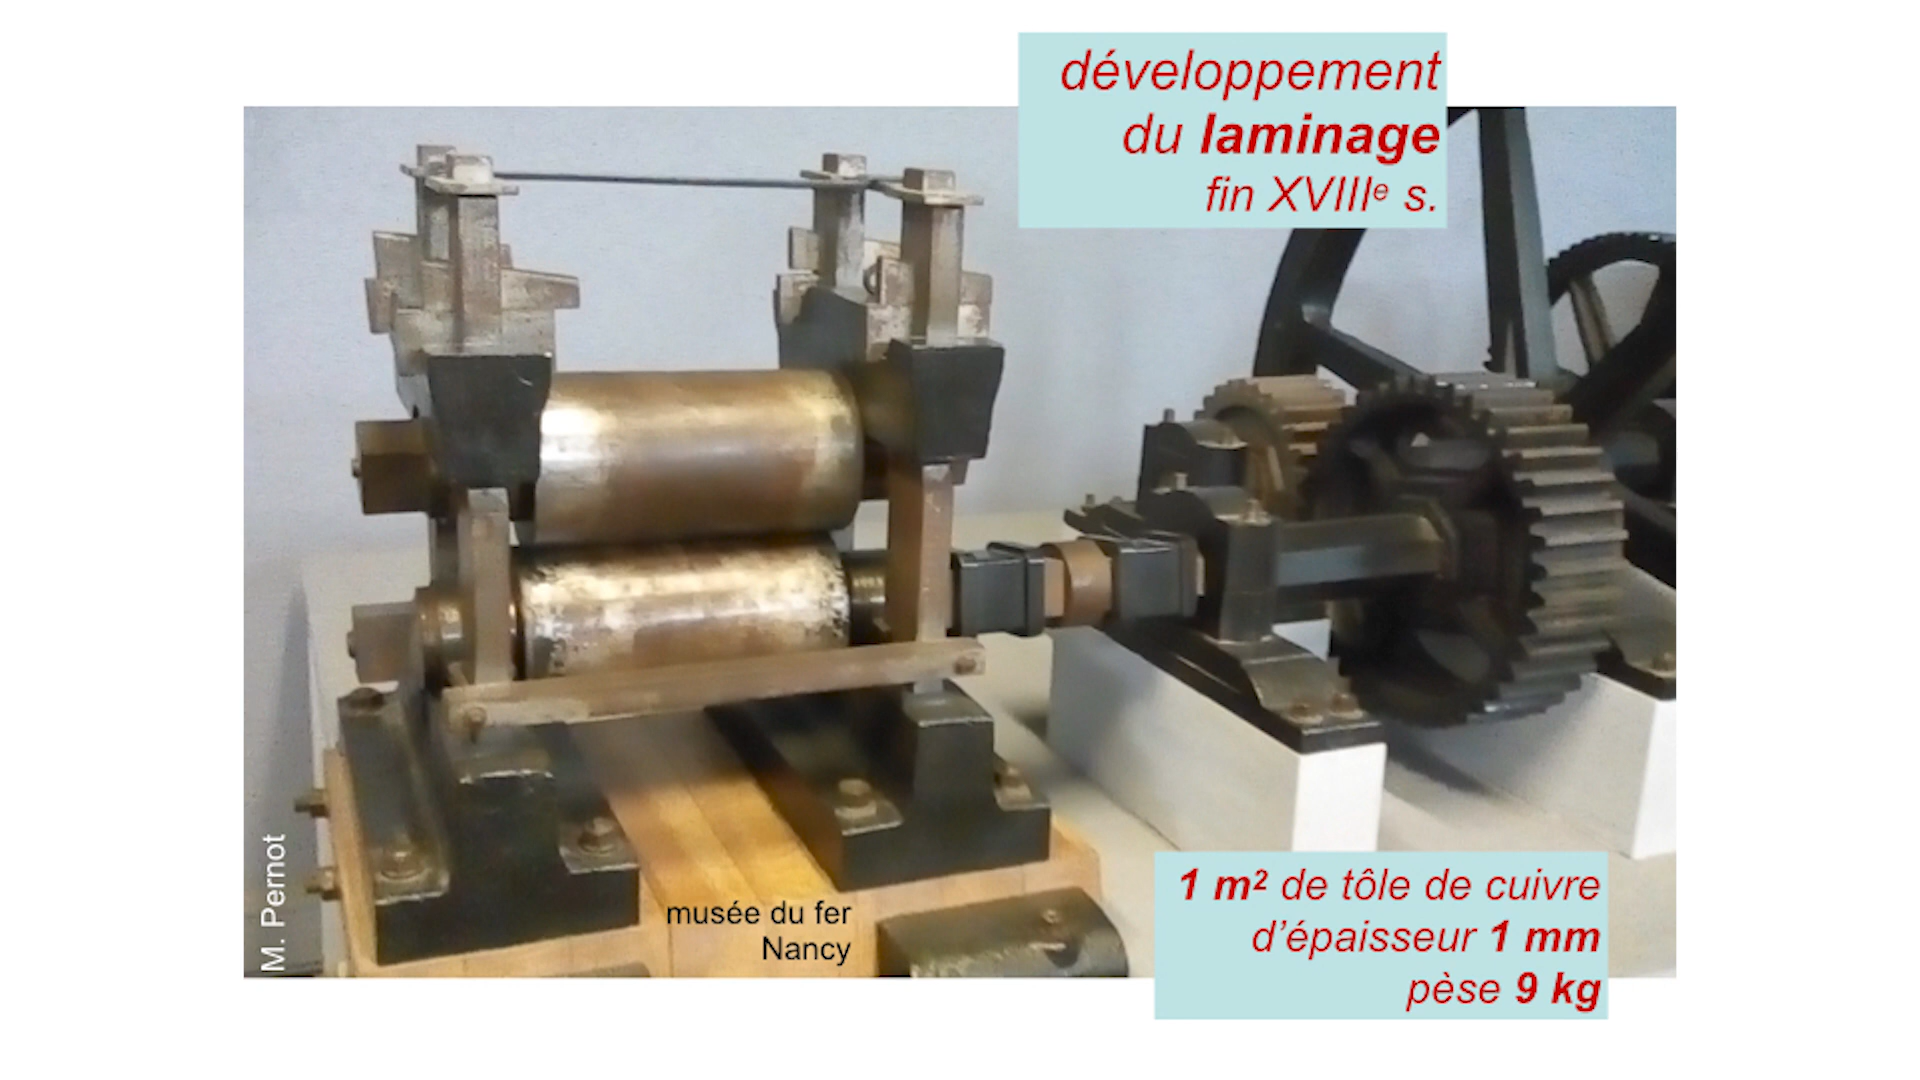 développement
du laminage
fin XVIIIe s.
M. Pernot
musée du fer
Nancy
1 m² de tôle de cuivre
d’épaisseur 1 mm
pèse 9 kg